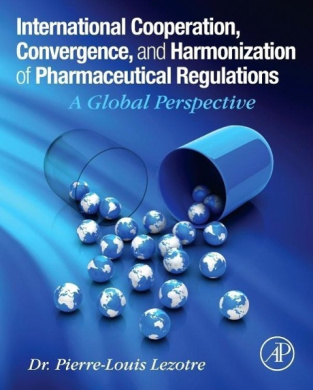 International Cooperation,
Convergence, and Harmonization
of Pharmaceutical Regulations
A Global Perspective
Dr. Pierre-Louis Lezotre
AP